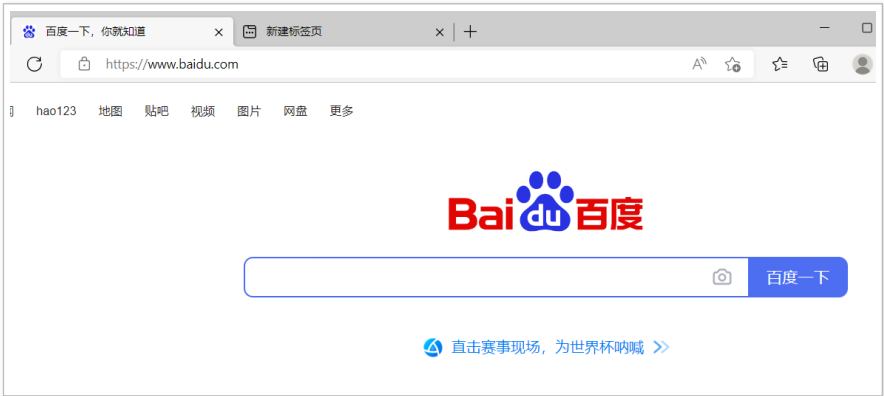 百度一下，你就知道
新建标签页
https://www.baidu.com
hao123 地图 贴吧 视频 图片 网盘 更多
Bai du 百度
百度一下
直击赛事现场，为世界杯呐喊